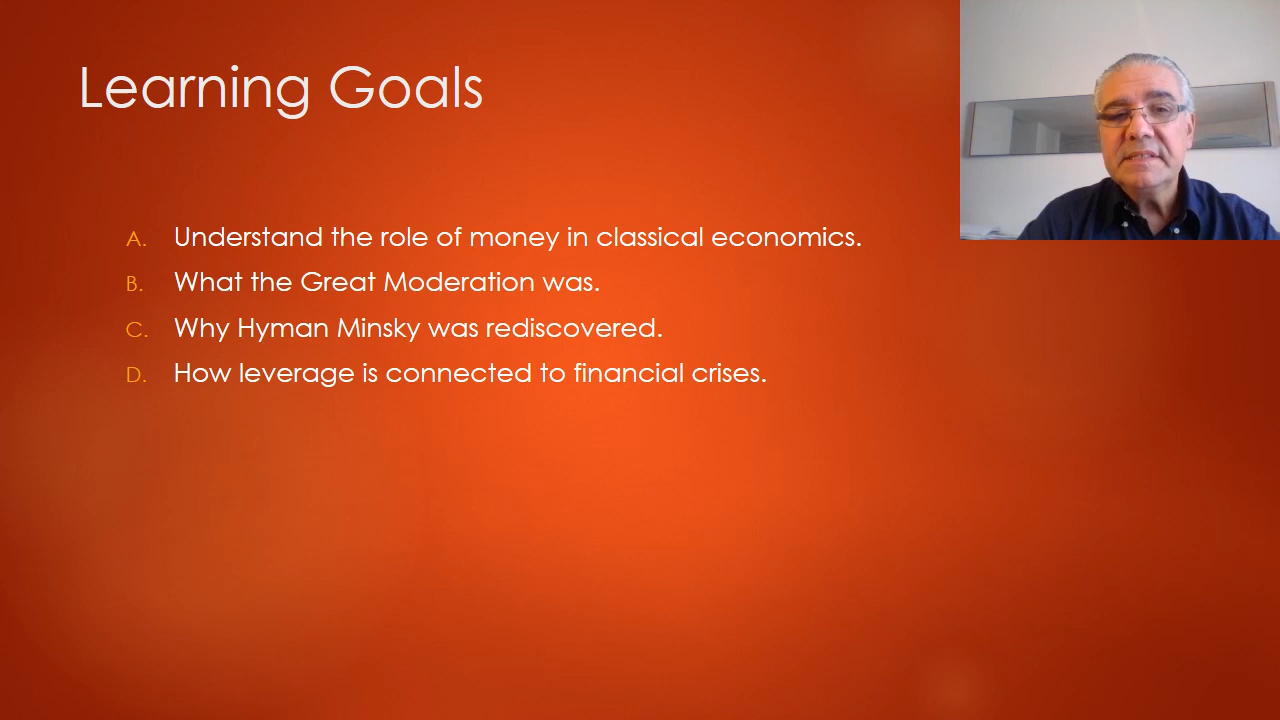 Learning Goals
A. Understand the role of money in classical economics.
B. What the Great Moderation was.
C. Why Hyman Minsky was rediscovered.
D. How leverage is connected to financial crises.